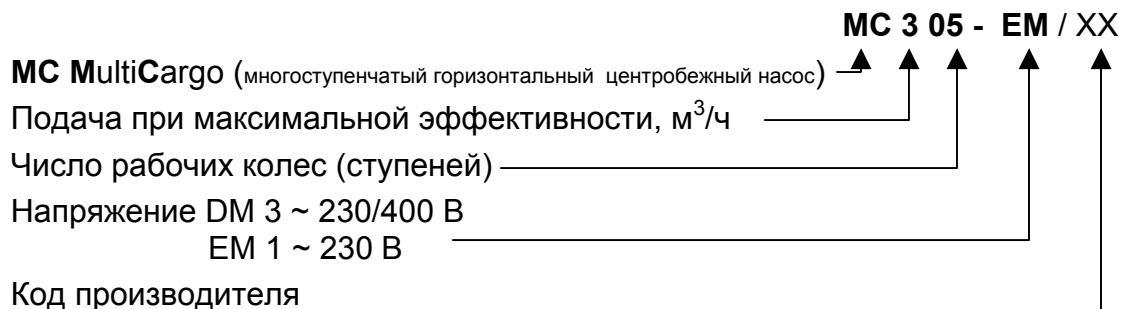 MC 3 05 - EM / XX
MC MultiCargo (многоступенчатый горизонтальный центробежный насос)
Подача при максимальной эффективности, м³/ч
Число рабочих колес (ступеней)
Напряжение DM 3 ~ 230/400 В
EM 1 ~ 230 В
Код производителя